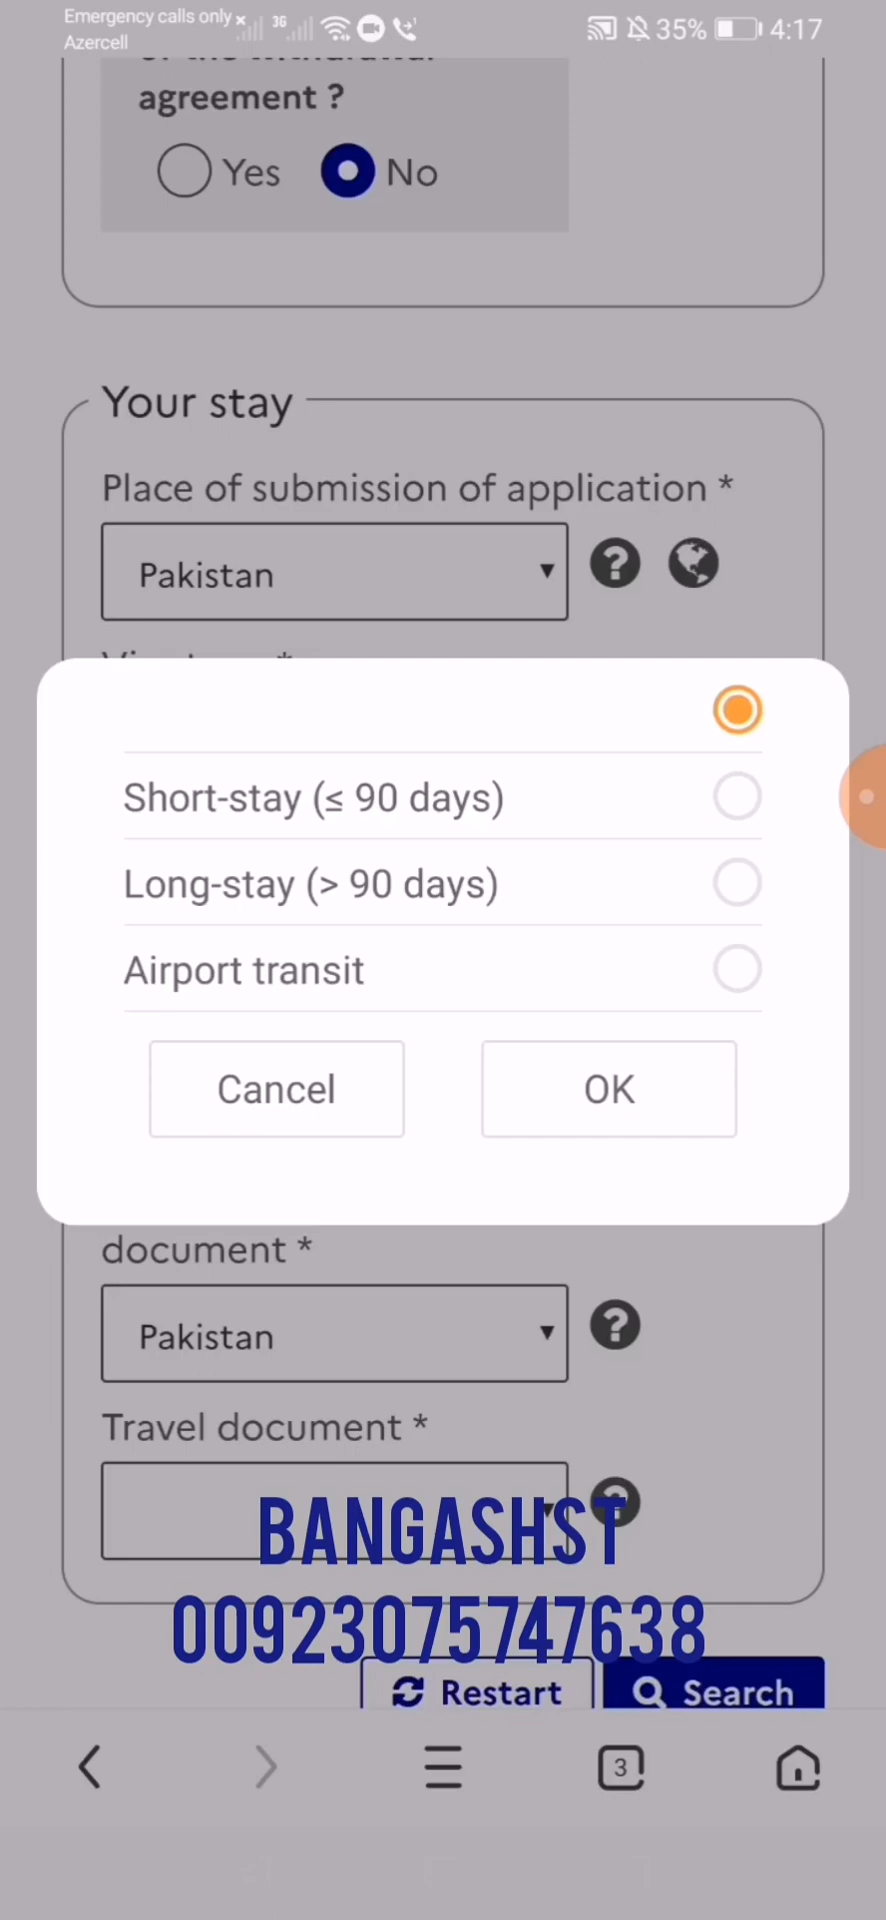 Emergency calls only
Azercell
3G
35%
4:17
agreement ?
Yes
No
Your stay
Place of submission of application *
Pakistan
Short-stay (≤ 90 days)
Long-stay (> 90 days)
Airport transit
Cancel
OK
document *
Pakistan
Travel document *
BANGASHST
00923075747638
Restart
Search
3